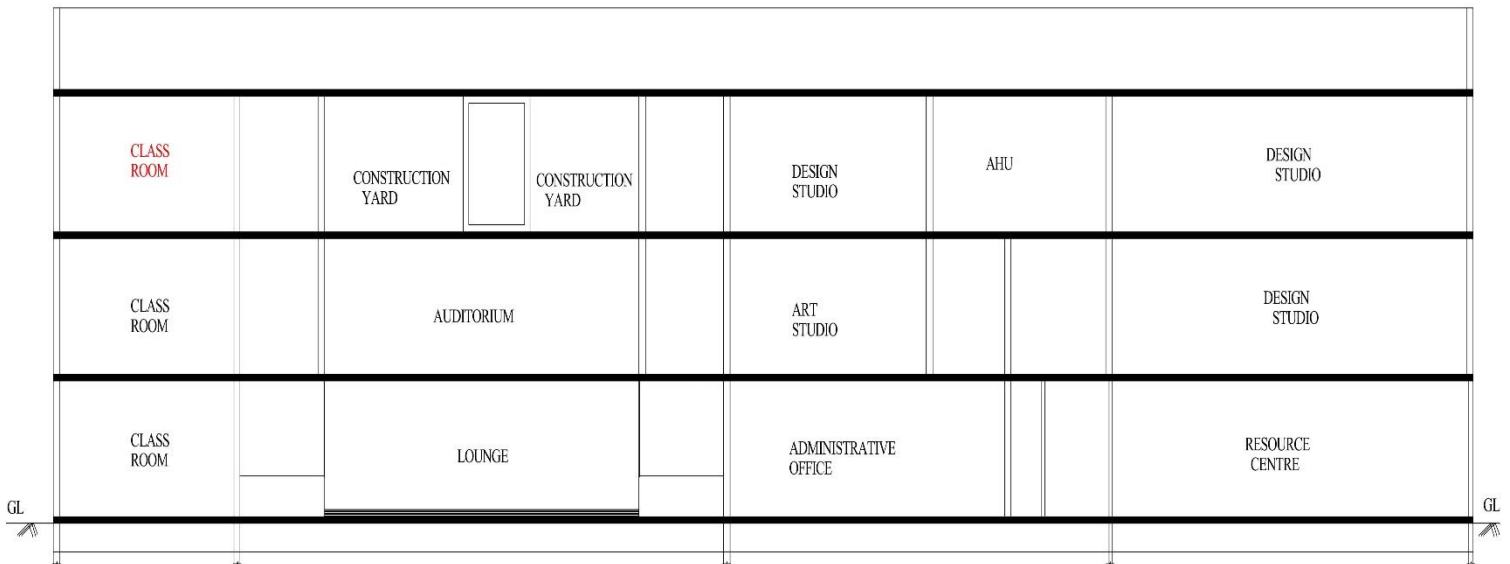 CLASS
ROOM
CONSTRUCTION
YARD
CONSTRUCTION
YARD
DESIGN
STUDIO
AHU
DESIGN
STUDIO
CLASS
ROOM
AUDITORIUM
ART
STUDIO
DESIGN
STUDIO
CLASS
ROOM
LOUNGE
ADMINISTRATIVE
OFFICE
RESOURCE
CENTRE
GL
GL